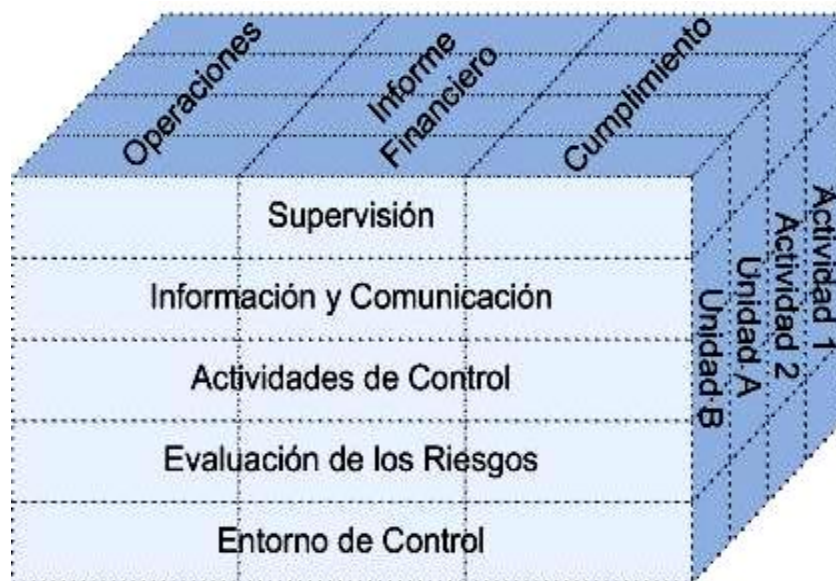 Operaciones
Informe
Financiero
Cumplimiento
Supervisión
Información y Comunicación
Actividades de Control
Evaluación de los Riesgos
Entorno de Control
Unidad B
Unidad A
Actividad 2
Actividad 1